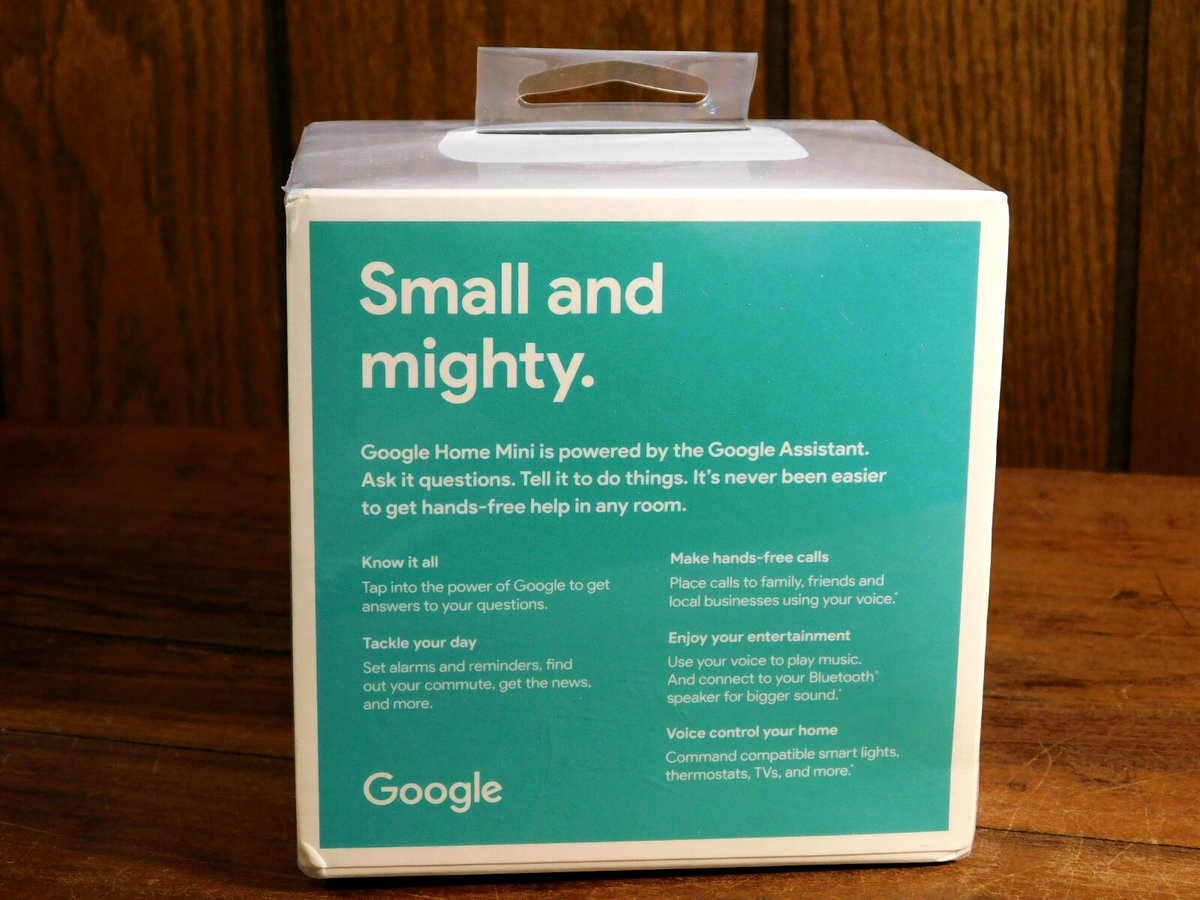 Small and
mighty.
Google Home Mini is powered by the Google Assistant.
Ask it questions. Tell it to do things. It's never been easier
to get hands-free help in any room.
Know it all
Tap into the power of Google to get
answers to your questions.
Tackle your day
Set alarms and reminders, find
out your commute, get the news,
and more.
Make hands-free calls
Place calls to family, friends and
local businesses using your voice.*
Enjoy your entertainment
Use your voice to play music.
And connect to your Bluetooth®
speaker for bigger sound.*
Voice control your home
Command compatible smart lights,
thermostats, TVs, and more.*
Google